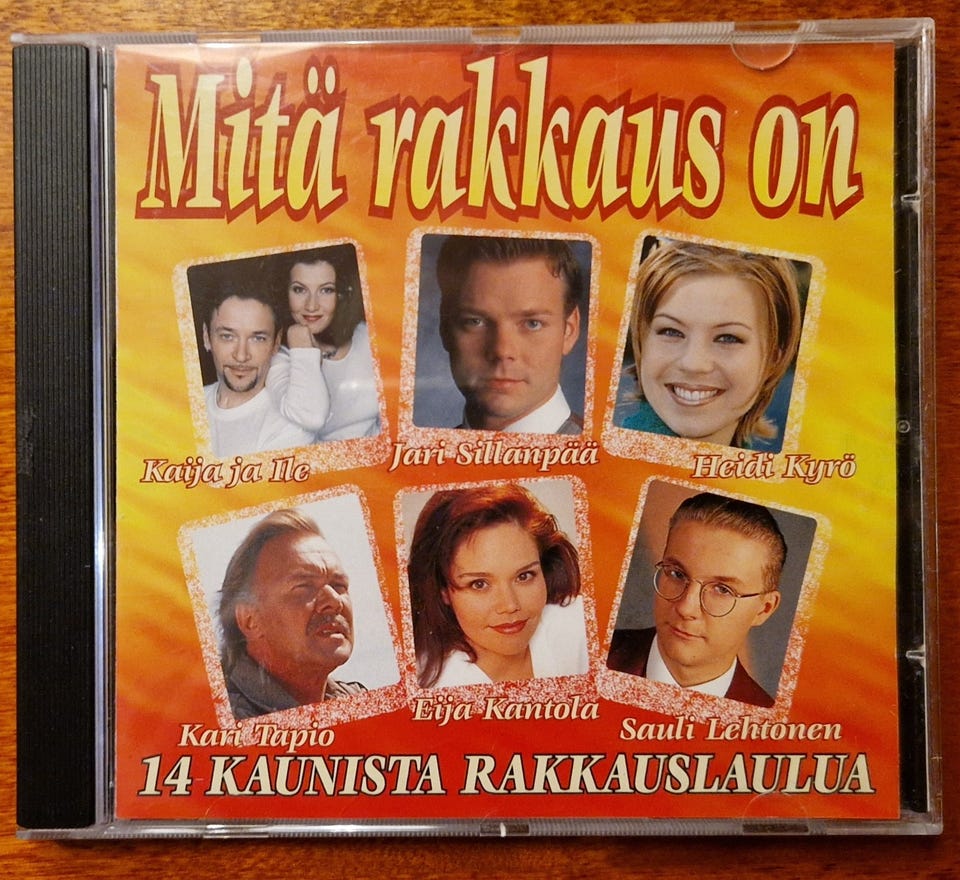 Mitä rakkaus on
Kaija ja Ile
Jari Sillanpää
Heidi Kyrö
Kari Tapio
Eija Kantola
Sauli Lehtonen
14 KAUNISTA RAKKAUSLAULUA